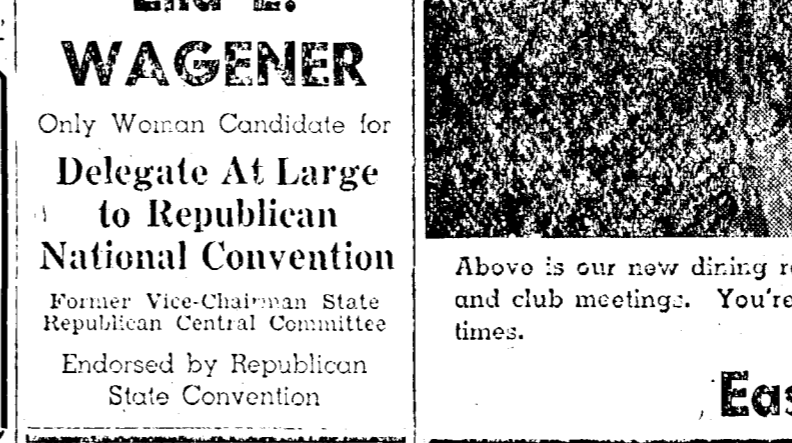 WAGENER
Only Woman Candidate for
Delegate At Large
to Republican
National Convention
Former Vice-Chairman State
Republican Central Committee
Endorsed by Republican
State Convention
Above is our new dining
and club meetings. You're
times.